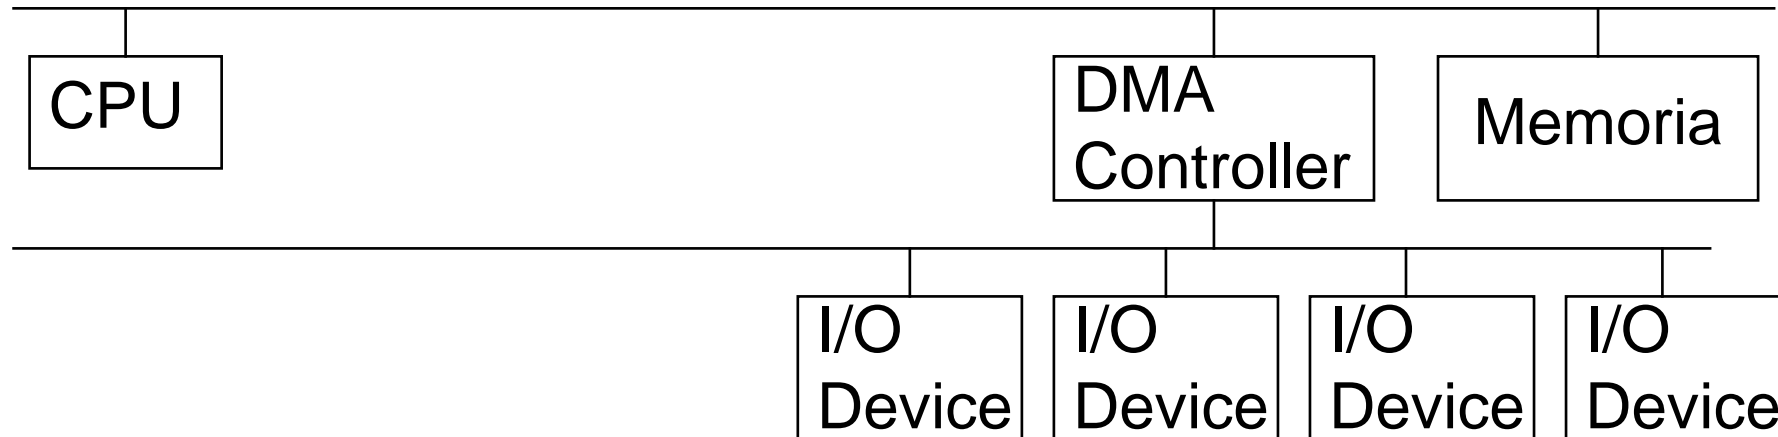 CPU
DMA
Controller
Memoria
I/O
Device
I/O
Device
I/O
Device
I/O
Device